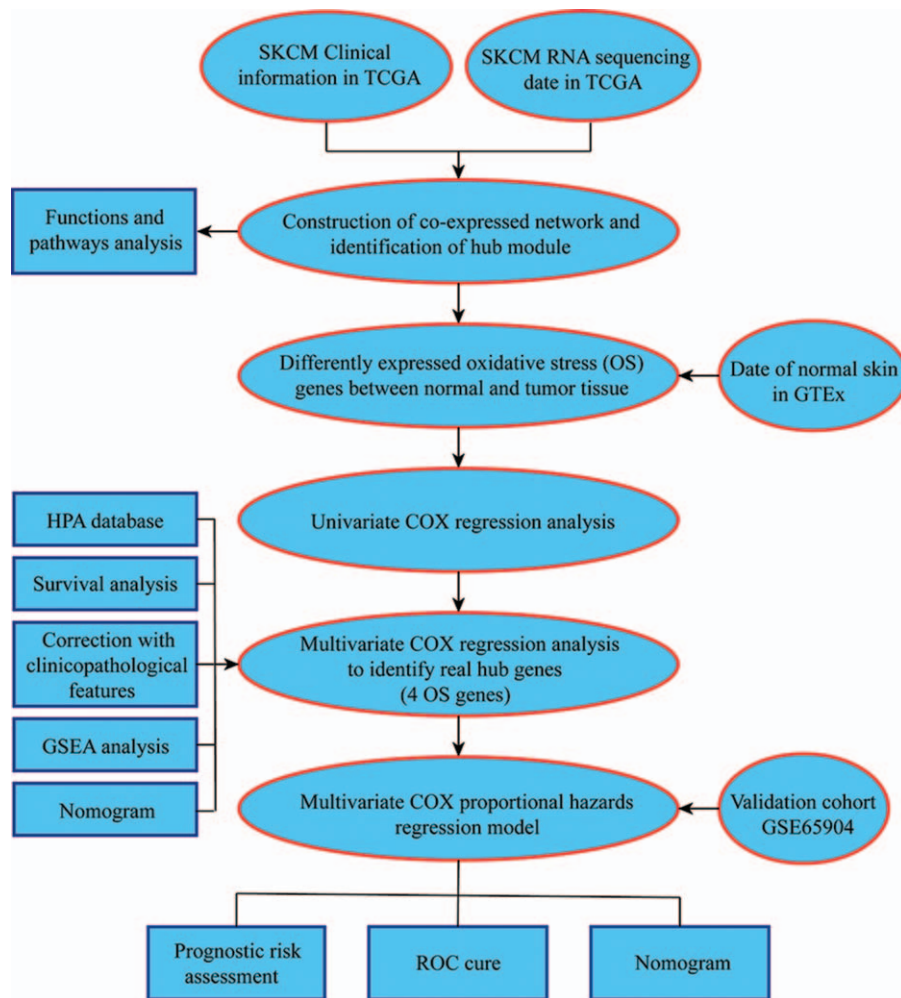 SKCM Clinical
information in TCGA
SKCM RNA sequencing
date in TCGA
Functions and
pathways analysis
Construction of co-expressed network and
identification of hub module
Differently expressed oxidative stress (OS)
genes between normal and tumor tissue
Date of normal skin
in GTEx
Univariate COX regression analysis
HPA database
Survival analysis
Correction with
clinicopathological
features
GSEA analysis
Nomogram
Multivariate COX regression analysis
to identify real hub genes
(4 OS genes)
Multivariate COX proportional hazards
regression model
Validation cohort
GSE65904
Prognostic risk
assessment
ROC cure
Nomogram